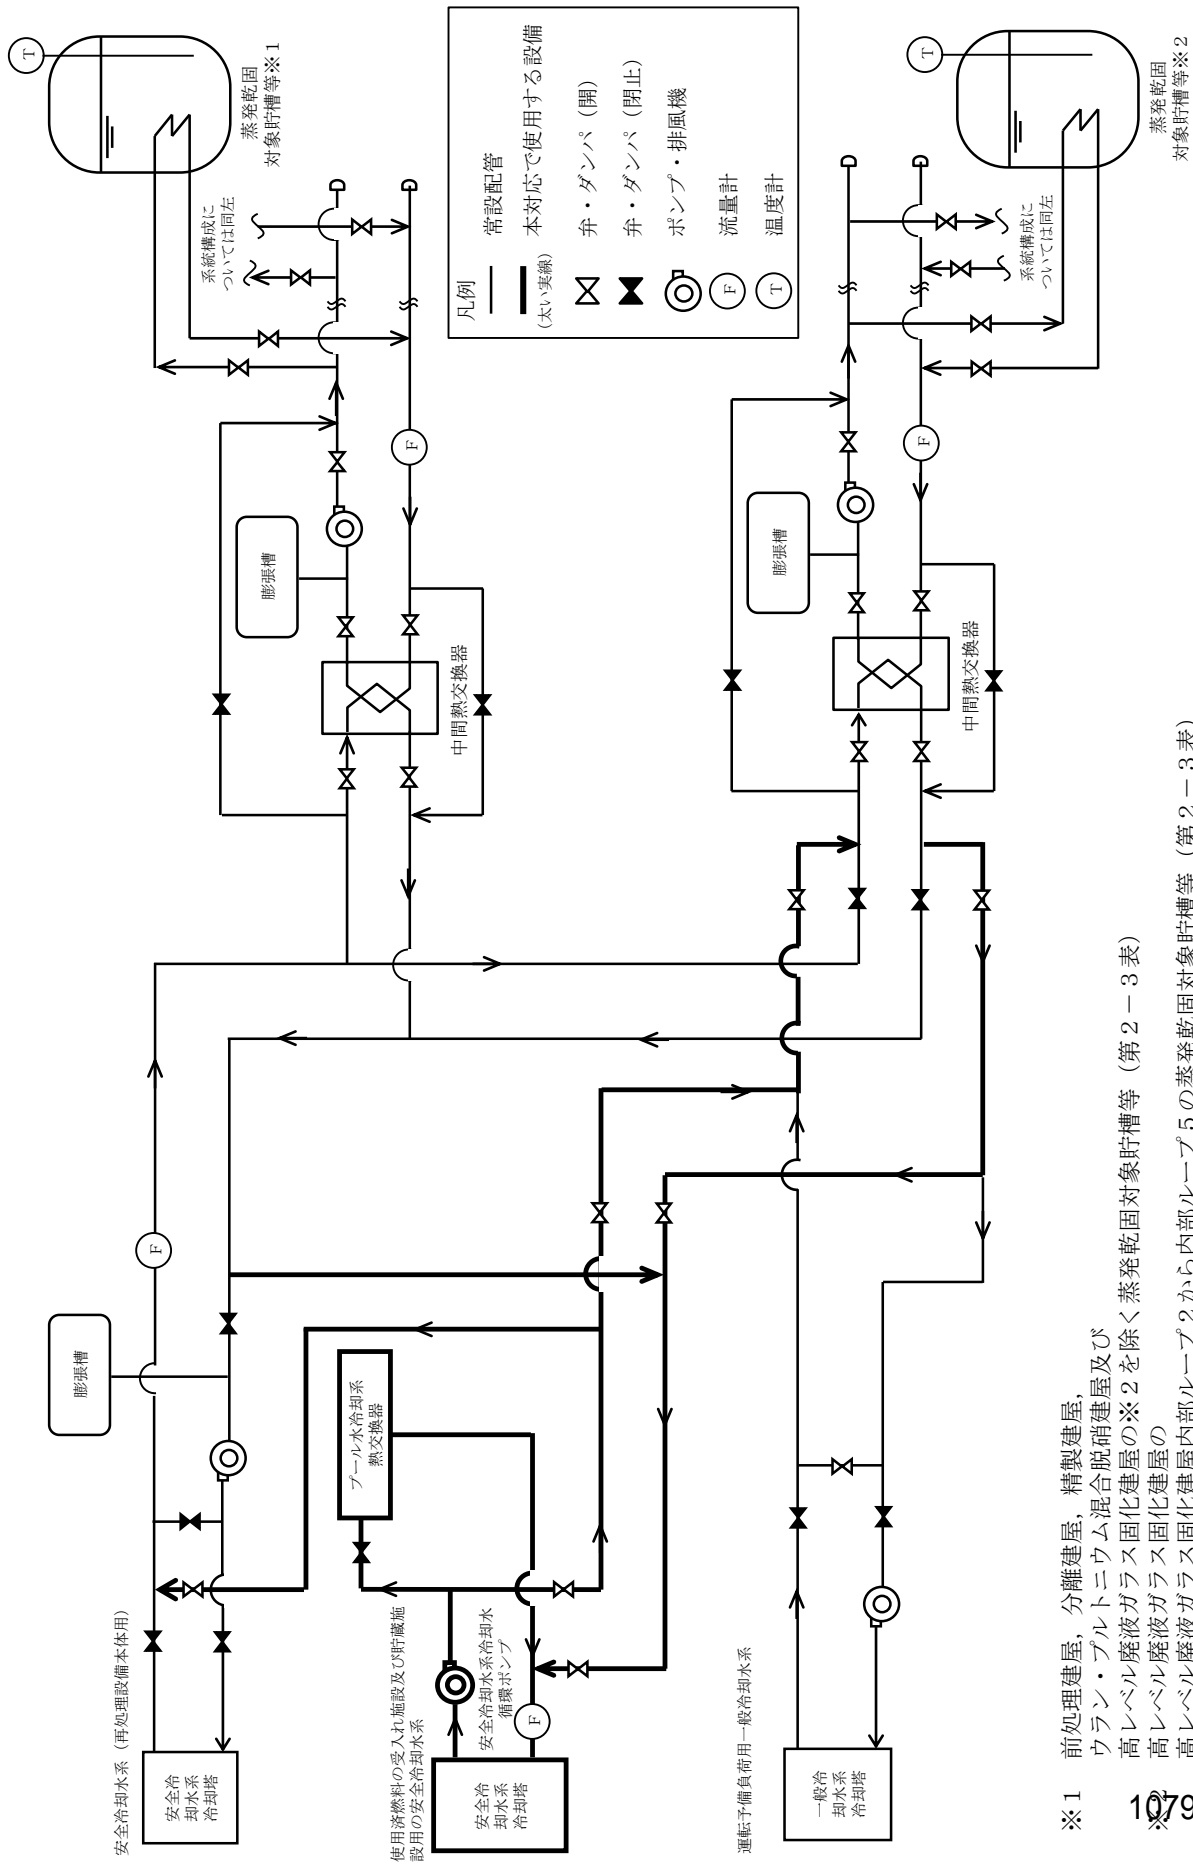 蒸発乾固
対象貯槽等※1
T
系統構成に
ついては同左
膨張槽
F
中間熱交換器
凡例
常設配管
本対応で使用する設備
(太い実線)
弁・ダンパ（開）
弁・ダンパ（閉止）
ポンプ・排風機
F
流量計
T
温度計
蒸発乾固
対象貯槽等※2
T
系統構成に
ついては同左
膨張槽
F
中間熱交換器
F
膨張槽
安全冷却水系（再処理設備本体用）
安全冷
却水系
冷却塔
プール水冷却系
熱交換器
使用済燃料の受入れ施設及び貯蔵施
設用の安全冷却水系
安全冷却水系冷却水
循環ポンプ
F
安全冷
却水系
冷却塔
運転予備負荷用一般冷却水系
一般冷
却水系
冷却塔
※1 前処理建屋，分離建屋，精製建屋，
ウラン・プルトニウム混合脱硝建屋及び
高レベル廃液ガラス固化建屋の※2を除く蒸発乾固対象貯槽等（第2－3表）
※2 高レベル廃液ガラス固化建屋の
高レベル廃液ガラス固化建屋内部ループ2から内部ループ5の蒸発乾固対象貯槽等（第2－3表）
1079